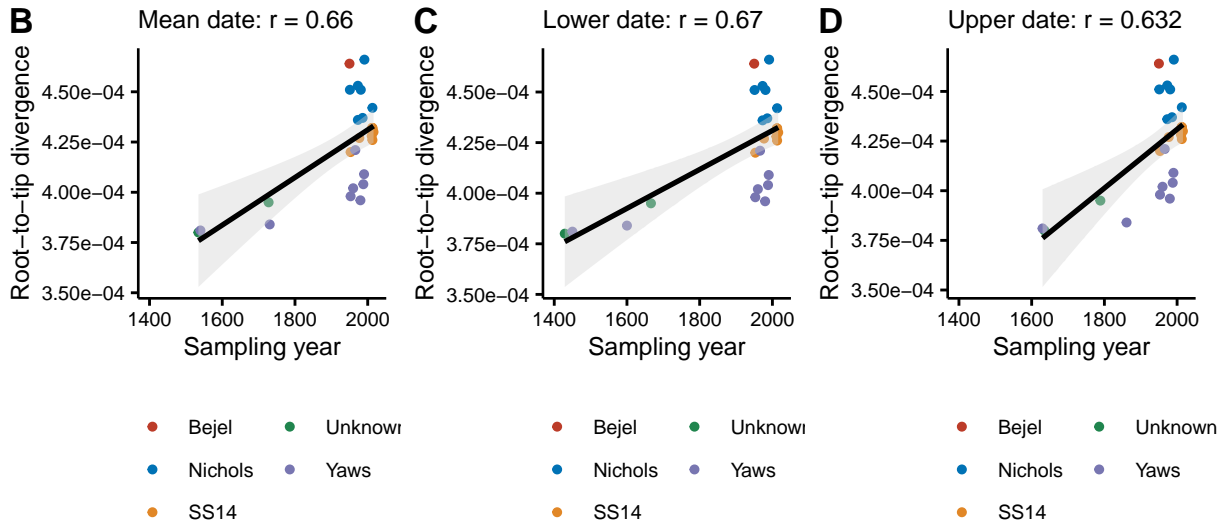 B Mean date: r = 0.66
Root−to−tip divergence
4.50e−04
4.25e−04
4.00e−04
3.75e−04
3.50e−04
1400 1600 1800 2000
Sampling year
Bejel Unknown
Nichols Yaws
SS14
C Lower date: r = 0.67
Root−to−tip divergence
4.50e−04
4.25e−04
4.00e−04
3.75e−04
3.50e−04
1400 1600 1800 2000
Sampling year
Bejel Unknown
Nichols Yaws
SS14
D Upper date: r = 0.632
Root−to−tip divergence
4.50e−04
4.25e−04
4.00e−04
3.75e−04
3.50e−04
1400 1600 1800 2000
Sampling year
Bejel Unknown
Nichols Yaws
SS14